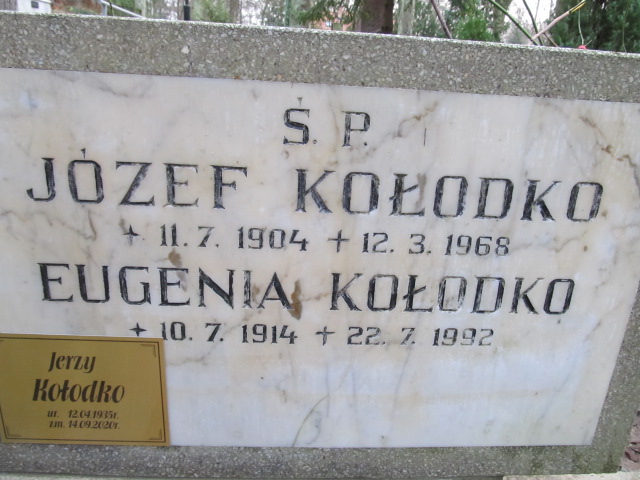 Ś. P.
JÓZEF KOŁODKO
+ 11. 7. 1904 + 12. 3. 1968
EUGENIA KOŁODKO
+ 10. 7. 1914 + 22. 7. 1992
Jerzy
Kołodko
ur. 12.04.1935r.
zm. 14.09.2020r.